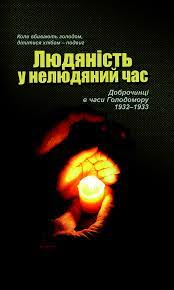 Коли вбивають голодом,
ділитися хлібом – подвиг
Людяність
у нелюдяний час
Доброчинці
в часи Голодомору
1932–1933